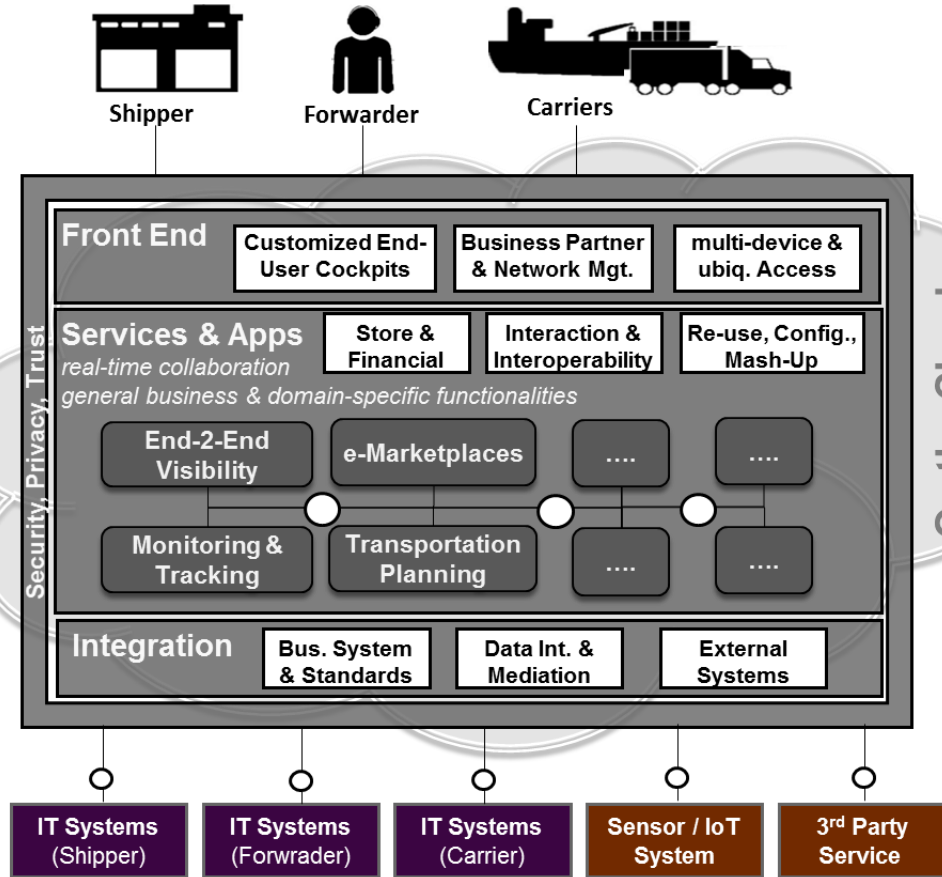 Shipper
Forwarder
Carriers
Security, Privacy, Trust
Front End
Customized End-
User Cockpits
Business Partner
& Network Mgt.
multi-device &
ubiq. Access
Services & Apps
real-time collaboration
general business & domain-specific functionalities
Store &
Financial
Interaction &
Interoperability
Re-use, Config.,
Mash-Up
End-2-End
Visibility
e-Marketplaces
....
....
Monitoring &
Tracking
Transportation
Planning
....
....
Integration
Bus. System
& Standards
Data Int. &
Mediation
External
Systems
IT Systems
(Shipper)
IT Systems
(Forwrader)
IT Systems
(Carrier)
Sensor / IoT
System
3rd Party
Service